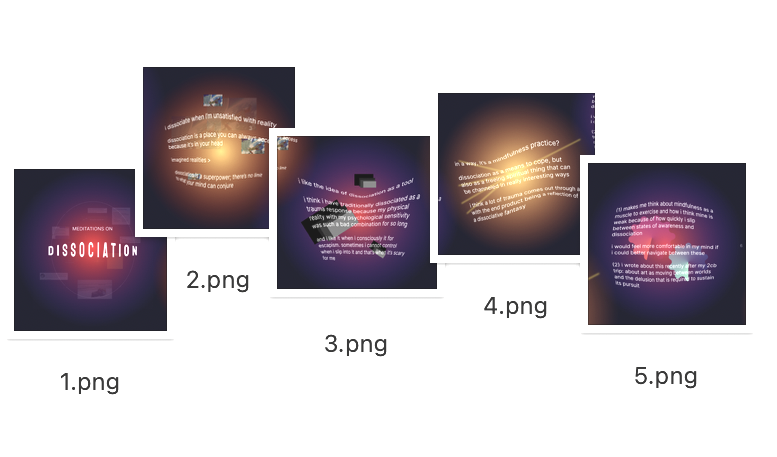 MEDITATIONS ON
DISSOCIATION
1.png
i dissociate when i'm unsatisfied with reality
dissociation is a place you can always
because it's in your head
imagined realities >
a superpower; there's no time
your mind can conjure
2.png
i like the idea of dissociation as a tool
i think i have traditionally dissociated as a
trauma response because my physical
reality with my psychological sensitivity
was such a bad combination for so long
and i like it when i consciously it for
escapism. sometimes i cannot control
when i slip into it and that's when it's scary
for me
3.png
in a way, it's a mindfulness practice?
dissociation as a means to cope, but
also as a thing that can
be channeled in really interesting ways
i think a lot of trauma comes out through a
with the end product being a reflection of
a dissociative fantasy
4.png
(1) makes me think about mindfulness as a
muscle to exercise and how i think mine is
weak because of how quickly i slip
between states of awareness and
dissociation
i would feel more comfortable in my mind if
i could better navigate between these
(2) i wrote about this recently after my 2cb
trip: about art as moving between worlds
and the delusion that is required to sustain
its pursuit
5.png